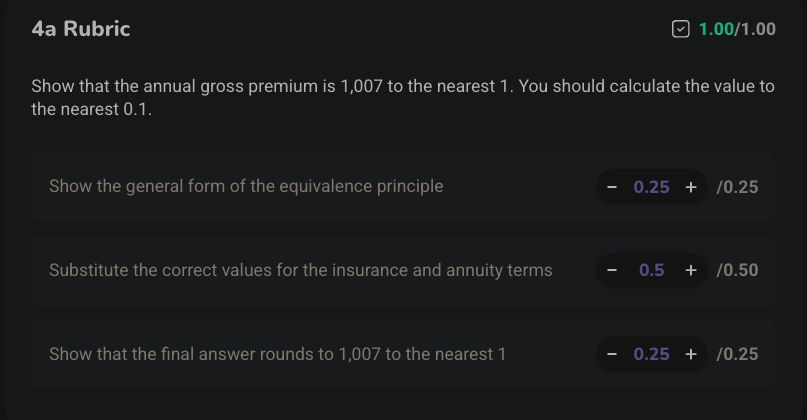 4a Rubric 1.00/1.00
Show that the annual gross premium is 1,007 to the nearest 1. You should calculate the value to
the nearest 0.1.
Show the general form of the equivalence principle − 0.25 + /0.25
Substitute the correct values for the insurance and annuity terms − 0.5 + /0.50
Show that the final answer rounds to 1,007 to the nearest 1 − 0.25 + /0.25